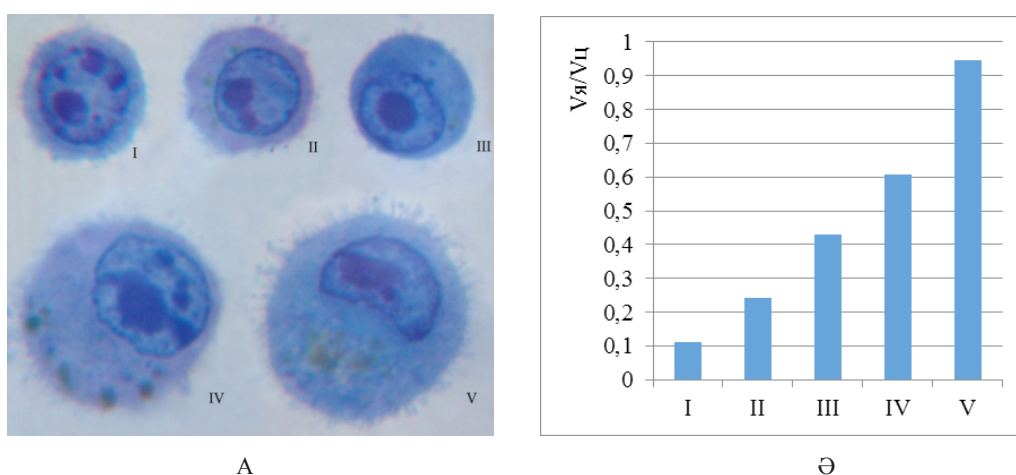 I
II
III
IV
V
А
Vя/Vц
1
0,9
0,8
0,7
0,6
0,5
0,4
0,3
0,2
0,1
0
I II III IV V
Ә